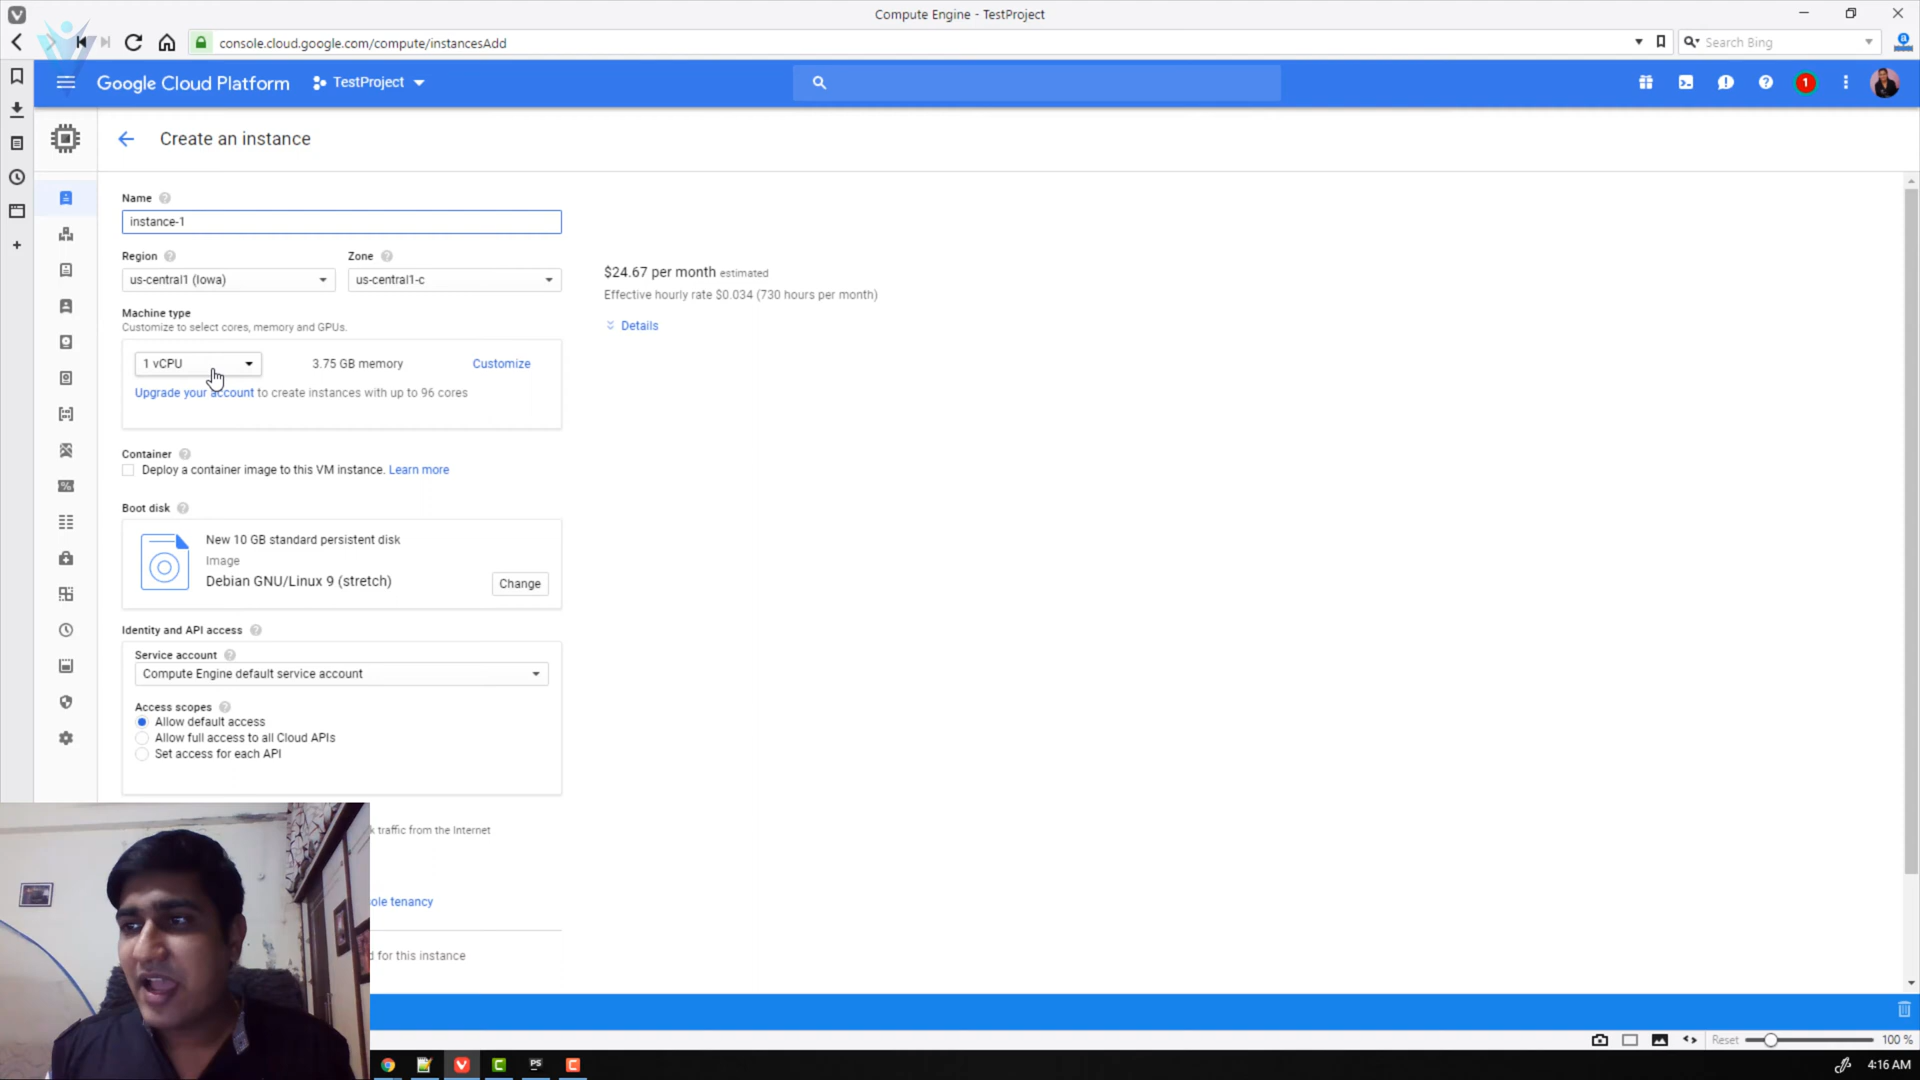 Compute Engine - TestProject
console.cloud.google.com/compute/instancesAdd
Search Bing
Google Cloud Platform
TestProject
1
Create an instance
Name
instance-1
Region
Zone
us-central1 (Iowa)
us-central1-c
$24.67 per month estimated
Effective hourly rate $0.034 (730 hours per month)
Details
Machine type
Customize to select cores, memory and GPUs.
1 vCPU
3.75 GB memory
Customize
Upgrade your account to create instances with up to 96 cores
Container
Deploy a container image to this VM instance. Learn more
Boot disk
New 10 GB standard persistent disk
Image
Debian GNU/Linux 9 (stretch)
Change
Identity and API access
Service account
Compute Engine default service account
Access scopes
Allow default access
Allow full access to all Cloud APIs
Set access for each API
k traffic from the Internet
ole tenancy
d for this instance
Reset
100 %
4:16 AM